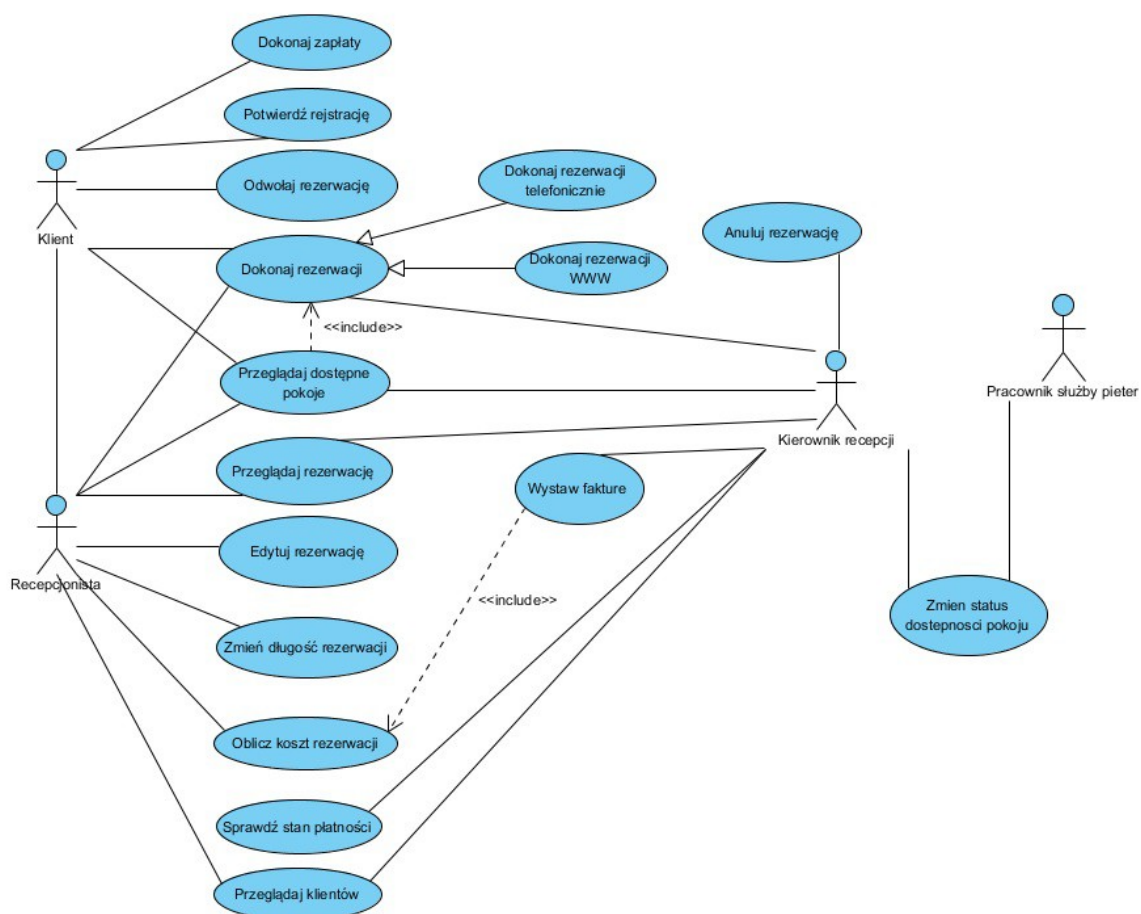 Dokonaj zapłaty
Potwierdź rejstrację
Odwołaj rezerwację
Klient
Dokonaj rezerwacji
telefonicznie
Anuluj rezerwację
Dokonaj rezerwacji
Dokonaj rezerwacji
WWW
<<include>>
Przeglądaj dostępne
pokoje
Pracownik służby pieter
Kierownik recepcji
Przeglądaj rezerwację
Wystaw fakture
Edytuj rezerwację
Recepcjonista
<<include>>
Zmien status
dostepnosci pokoju
Zmień długość rezerwacji
Oblicz koszt rezerwacji
Sprawdź stan płatności
Przeglądaj klientów